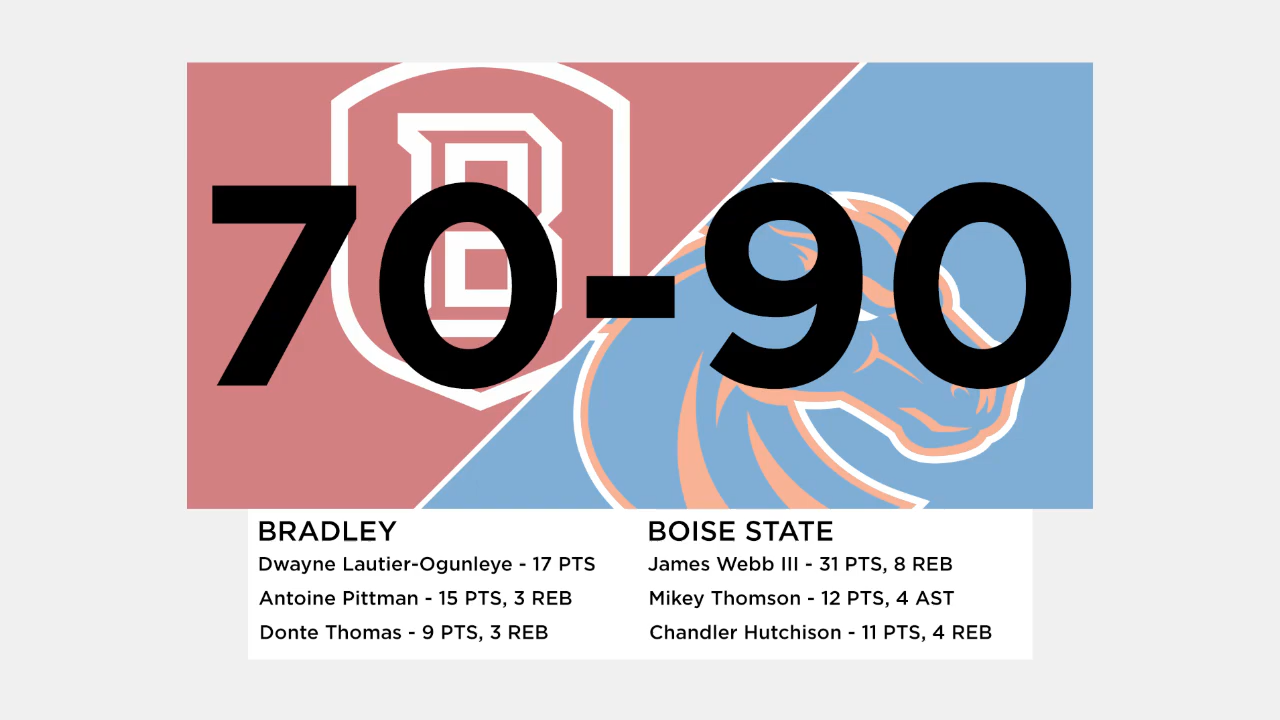 B
70-90
BRADLEY
Dwayne Lautier-Ogunleye - 17 PTS
Antoine Pittman - 15 PTS, 3 REB
Donte Thomas - 9 PTS, 3 REB
BOISE STATE
James Webb III - 31 PTS, 8 REB
Mikey Thomson - 12 PTS, 4 AST
Chandler Hutchison - 11 PTS, 4 REB